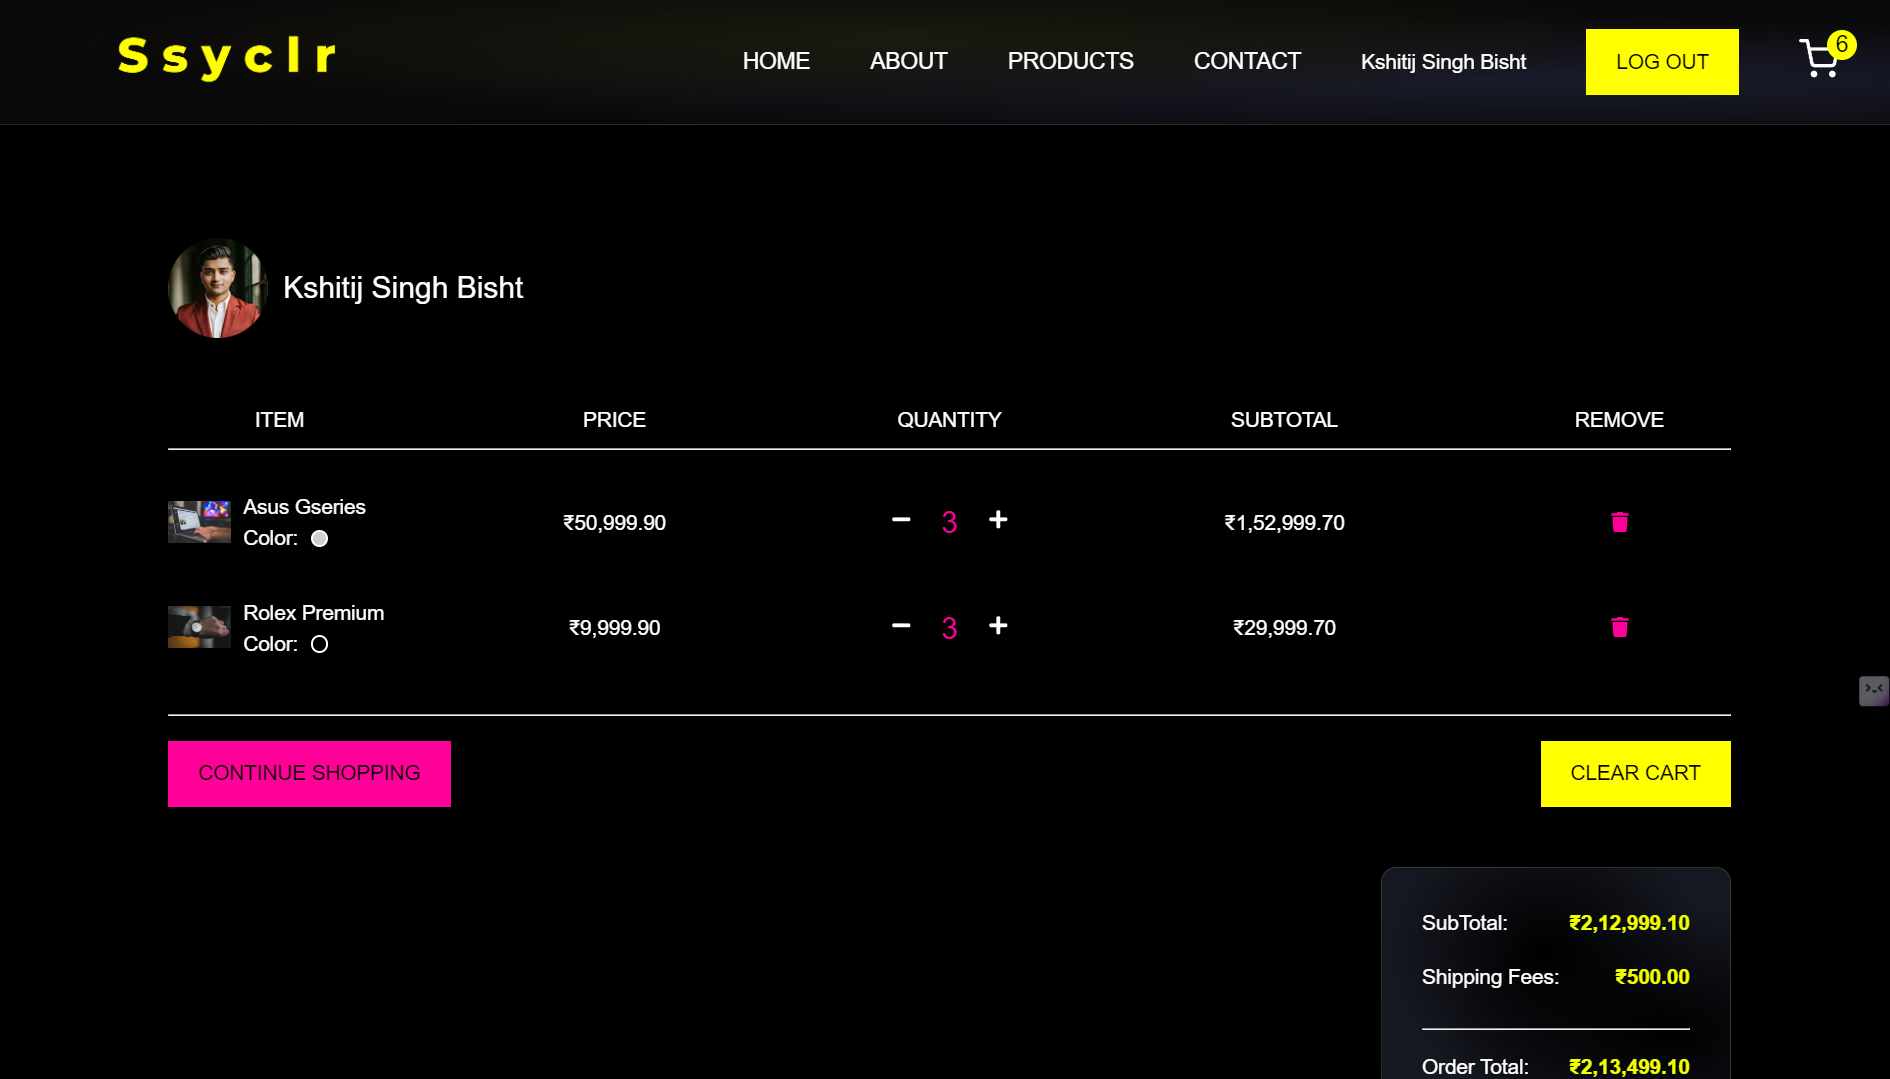 Ssyclr
HOME ABOUT PRODUCTS CONTACT Kshitij Singh Bisht LOG OUT 6
Kshitij Singh Bisht
ITEM PRICE QUANTITY SUBTOTAL REMOVE
Asus Gseries
Color:
₹50,999.90 3 ₹1,52,999.70
Rolex Premium
Color:
₹9,999.90 3 ₹29,999.70
CONTINUE SHOPPING CLEAR CART
SubTotal: ₹2,12,999.10
Shipping Fees: ₹500.00
Order Total: ₹2,13,499.10